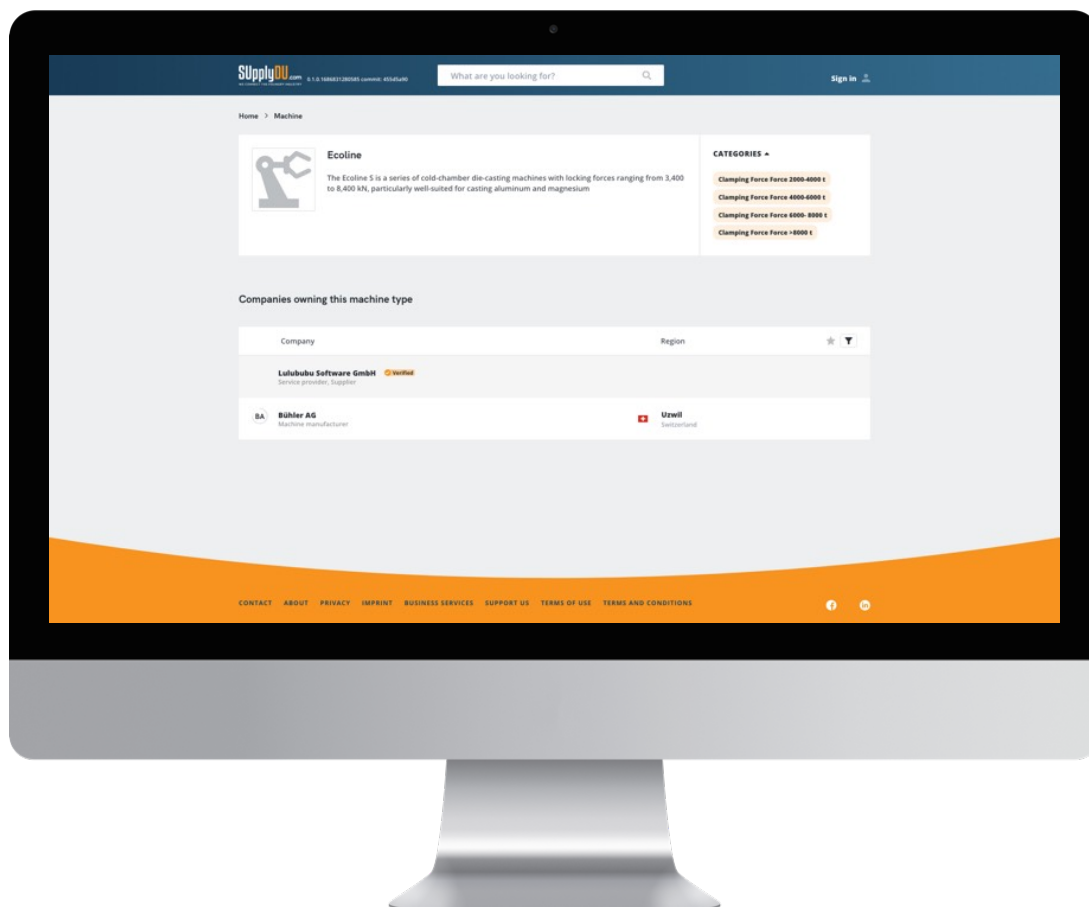 SUpplyOU.com
0.1.0.1686831280585 commit: 455d5a90
What are you looking for?
Sign in
Home > Machine
Ecoline
The Ecoline S is a series of cold-chamber die-casting machines with locking forces ranging from 3,400
to 8,400 kN, particularly well-suited for casting aluminum and magnesium
CATEGORIES
Clamping Force Force 2000-4000 t
Clamping Force Force 4000-6000 t
Clamping Force Force 6000- 8000 t
Clamping Force Force >8000 t
Companies owning this machine type
Company Region
Lulububu Software GmbH Verified
Service provider, Supplier
BA Bühler AG Uzwil
Machine manufacturer Switzerland
CONTACT ABOUT PRIVACY IMPRINT BUSINESS SERVICES SUPPORT US TERMS OF USE TERMS AND CONDITIONS